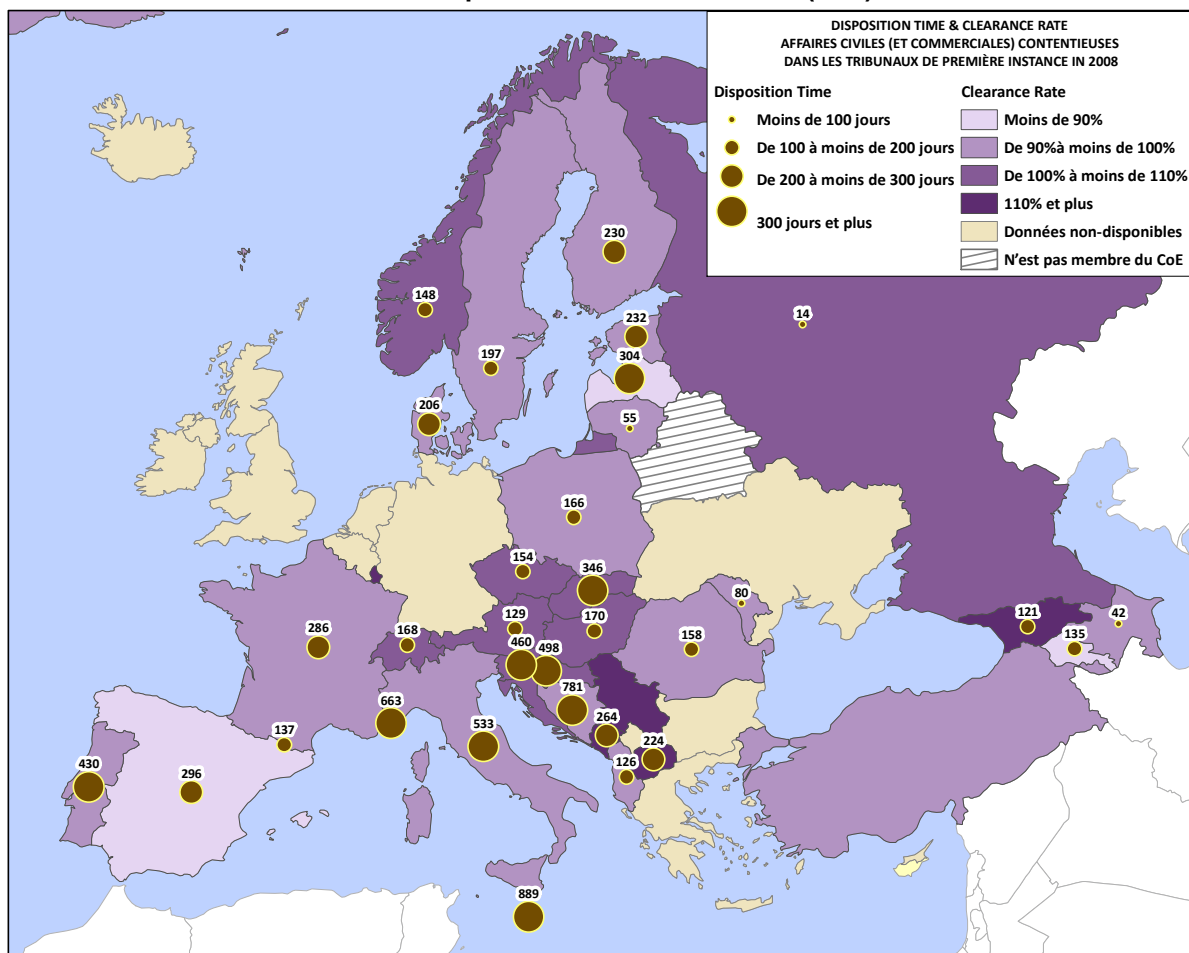 DISPOSITION TIME & CLEARANCE RATE
AFFAIRES CIVILES (ET COMMERCIALES) CONTENTIEUSES
DANS LES TRIBUNAUX DE PREMIÈRE INSTANCE IN 2008
Disposition Time
Moins de 100 jours
De 100 à moins de 200 jours
De 200 à moins de 300 jours
300 jours et plus
Clearance Rate
Moins de 90%
De 90%à moins de 100%
De 100% à moins de 110%
110% et plus
Données non-disponibles
N'est pas membre du CoE
230
148
14
232
197
304
206
55
166
154
346
80
129
170
121
42
286
168
158
135
460
498
781
663
264
533
137
224
430
296
126
889